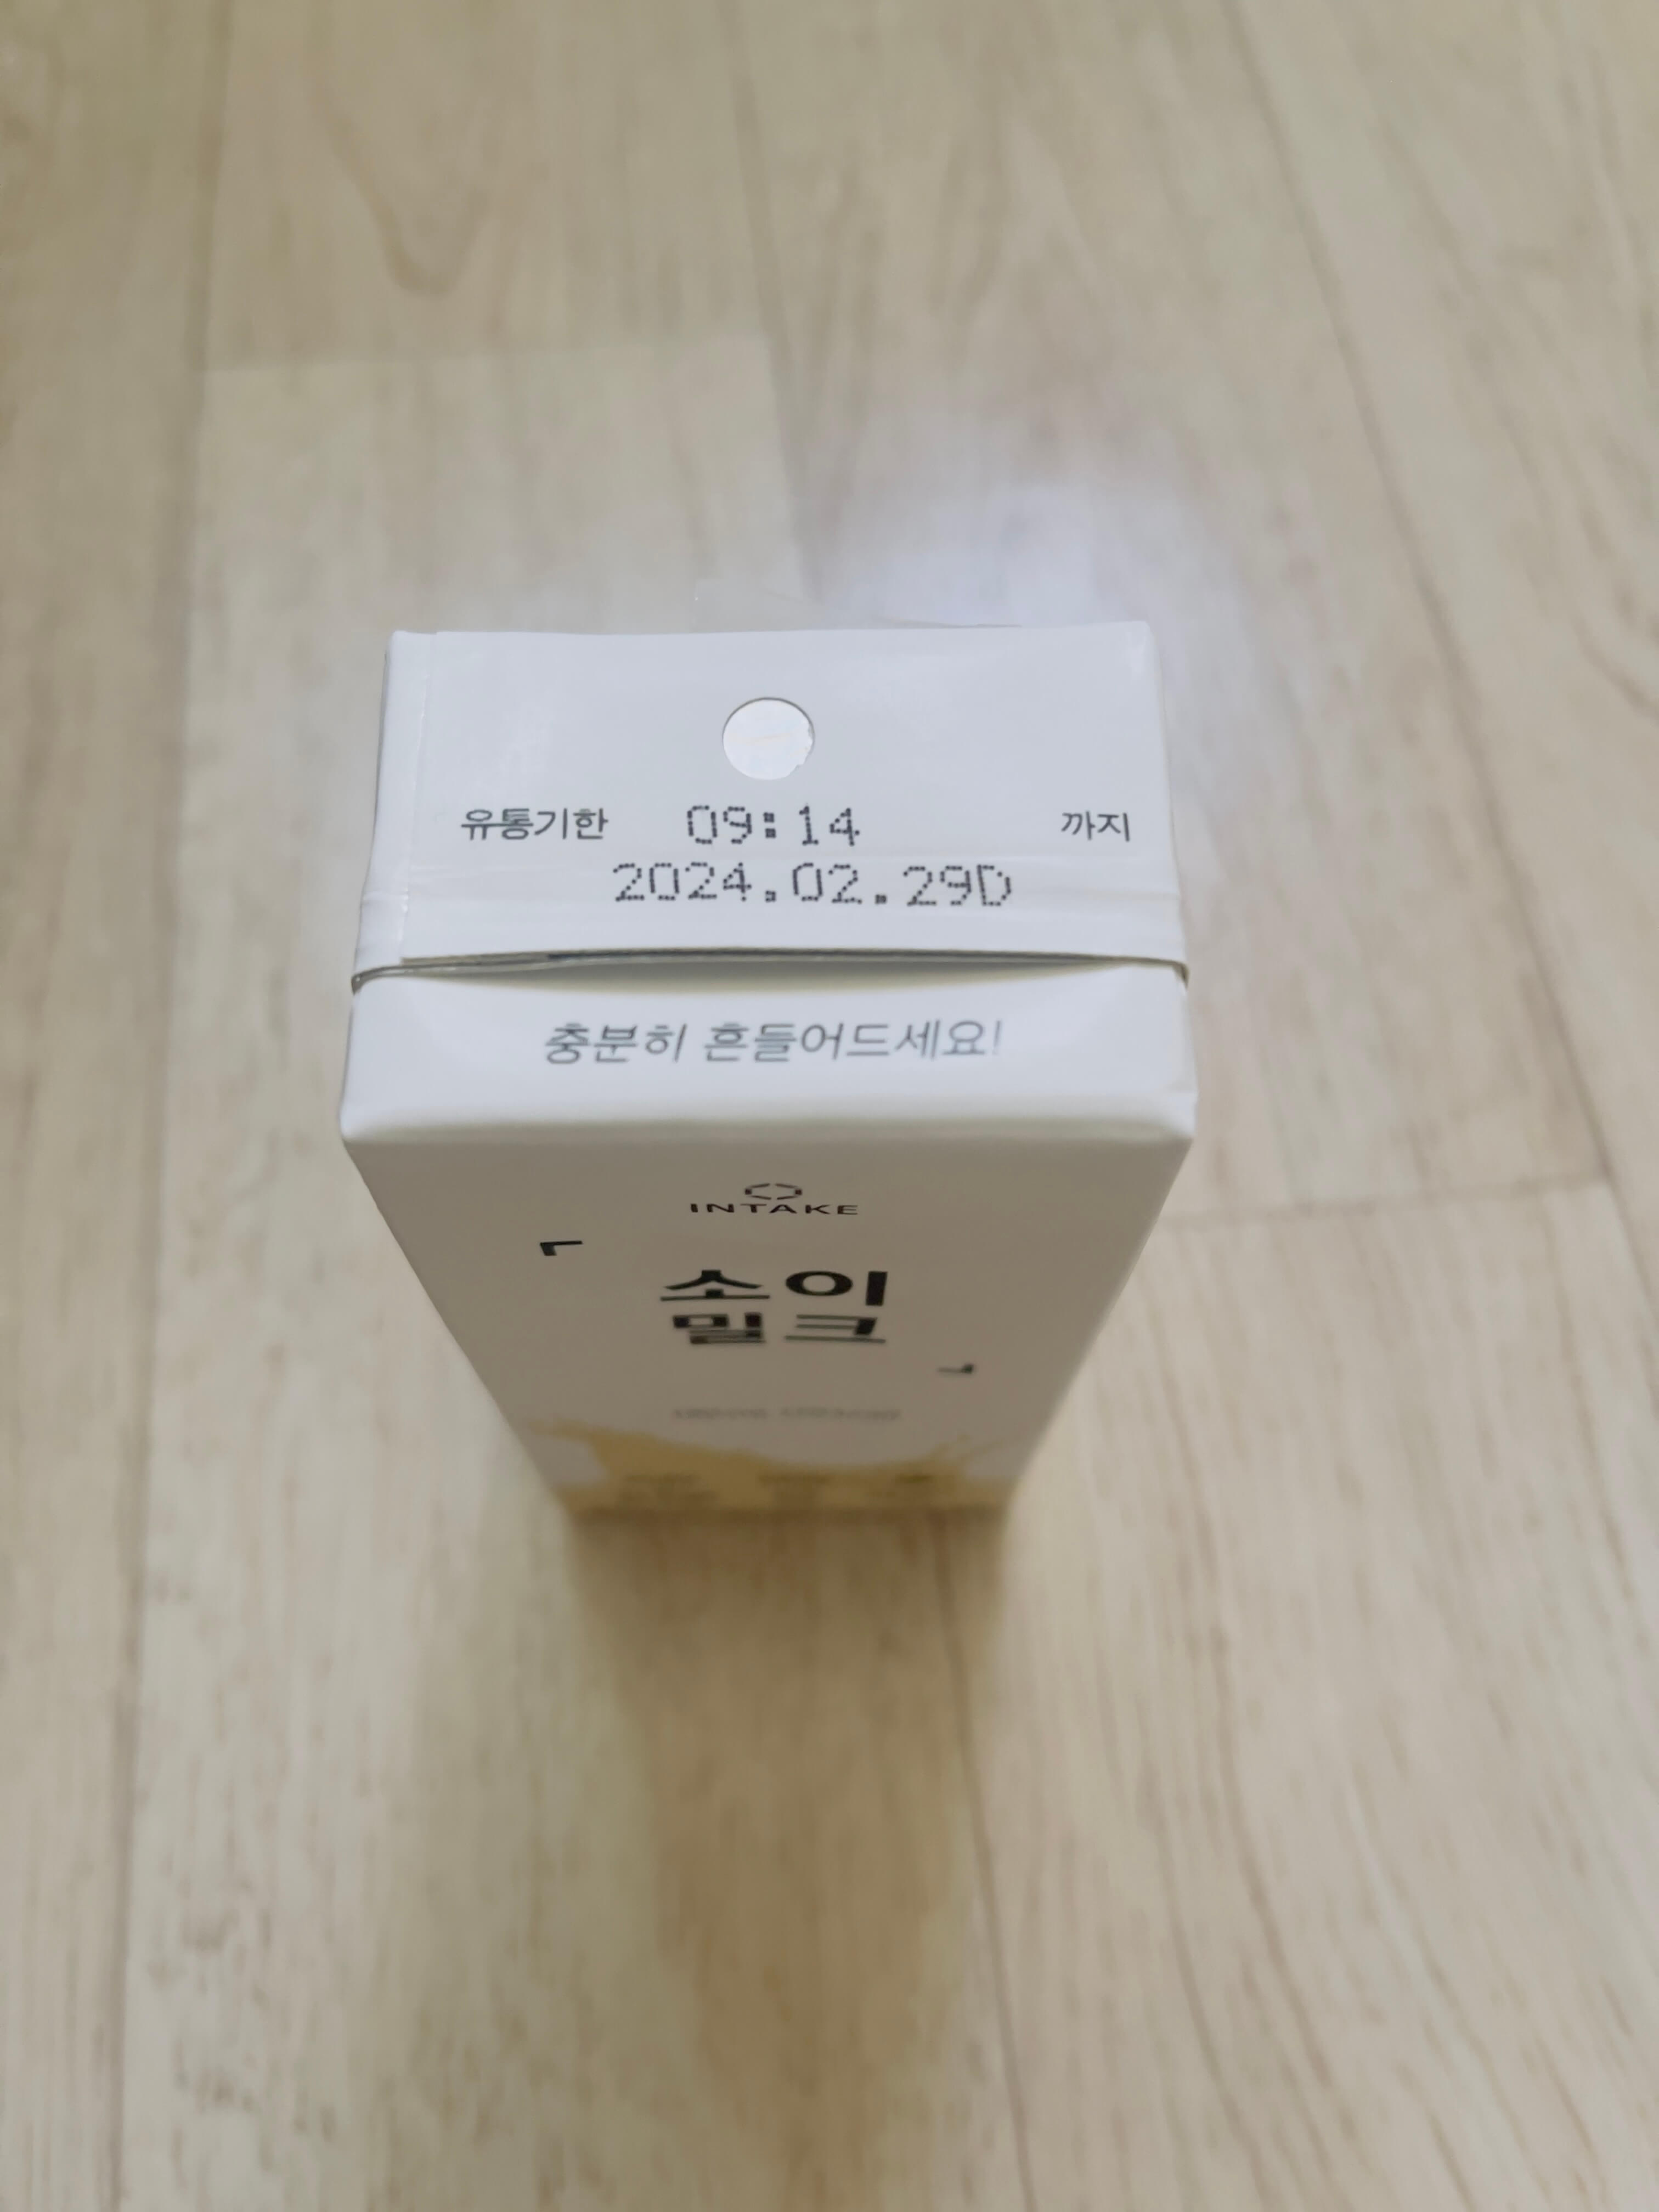 유통기한 09:14 까지
2024.02.29D
충분히 흔들어드세요!
INTAKE
소이
밀크